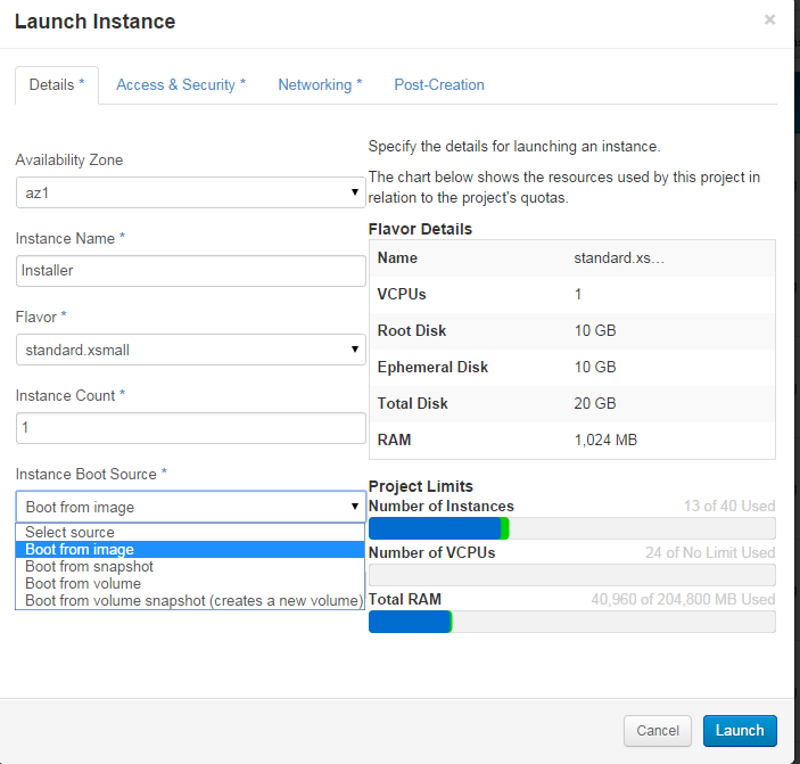 Launch Instance
×
Details *
Access & Security *
Networking *
Post-Creation
Availability Zone
az1
Instance Name *
Installer
Flavor *
standard.xsmall
Instance Count *
1
Instance Boot Source *
Boot from image
Select source
Boot from image
Boot from snapshot
Boot from volume
Boot from volume snapshot (creates a new volume)
Specify the details for launching an instance.
The chart below shows the resources used by this project in
relation to the project's quotas.
Flavor Details
Name standard.xs...
VCPUs 1
Root Disk 10 GB
Ephemeral Disk 10 GB
Total Disk 20 GB
RAM 1,024 MB
Project Limits
Number of Instances 13 of 40 Used
Number of VCPUs 24 of No Limit Used
Total RAM 40,960 of 204,800 MB Used
Cancel
Launch